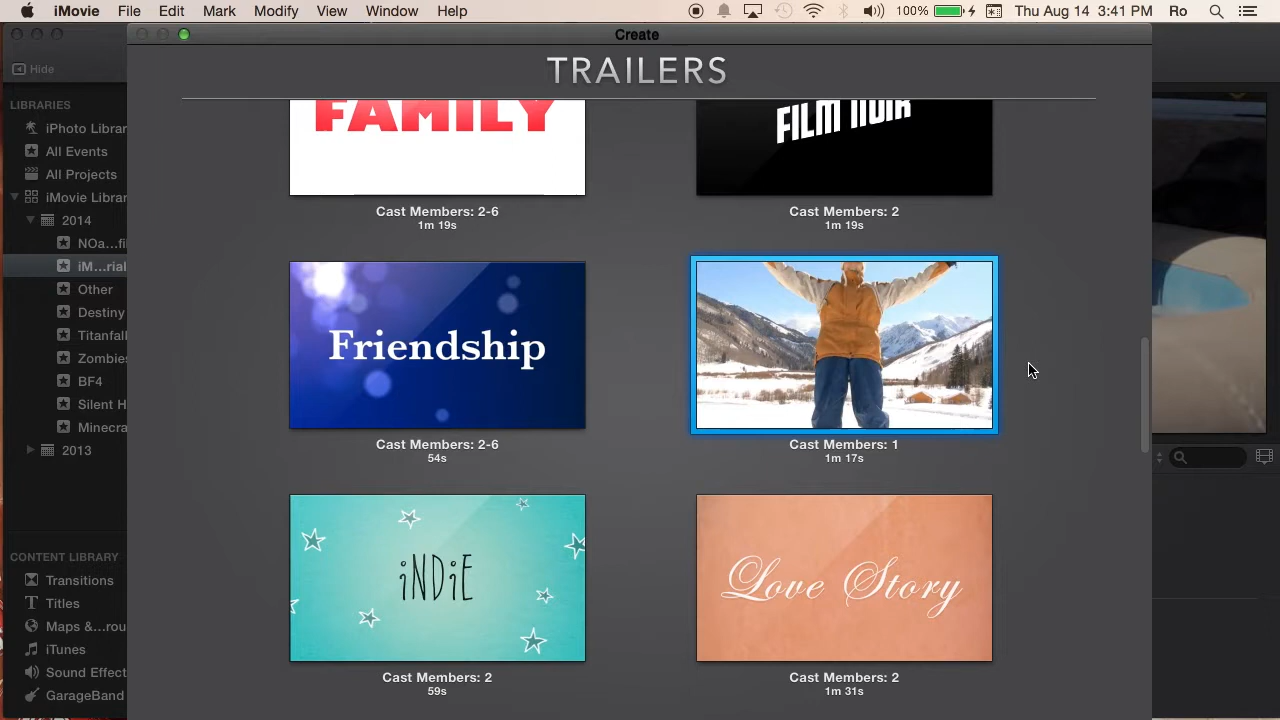 iMovie File Edit Mark Modify View Window Help 100% Thu Aug 14 3:41 PM Ro
Create
Hide
TRAILERS
LIBRARIES
iPhoto Librar
All Events
All Projects
iMovie Librar
2014
NOa...fi
iM...rial
Other
Destiny
Titanfall
Zombies
BF4
Silent H
Minecra
2013
CONTENT LIBRARY
Transitions
Titles
Maps &...rou
iTunes
Sound Effect
GarageBand
FAMILY
Cast Members: 2-6
1m 19s
FILM NOIR
Cast Members: 2
1m 19s
Friendship
Cast Members: 2-6
54s
Cast Members: 1
1m 17s
iNDiE
Cast Members: 2
59s
Love Story
Cast Members: 2
1m 31s